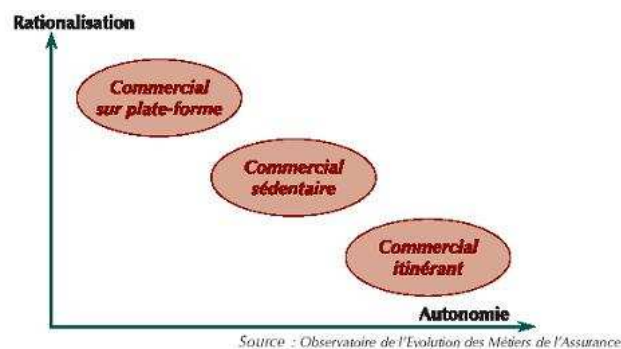 Rationalisation
Commercial
sur plate-forme
Commercial
sédentaire
Commercial
itinérant
Autonomie
Source : Observatoire de l'Evolution des Métiers de l'Assurance